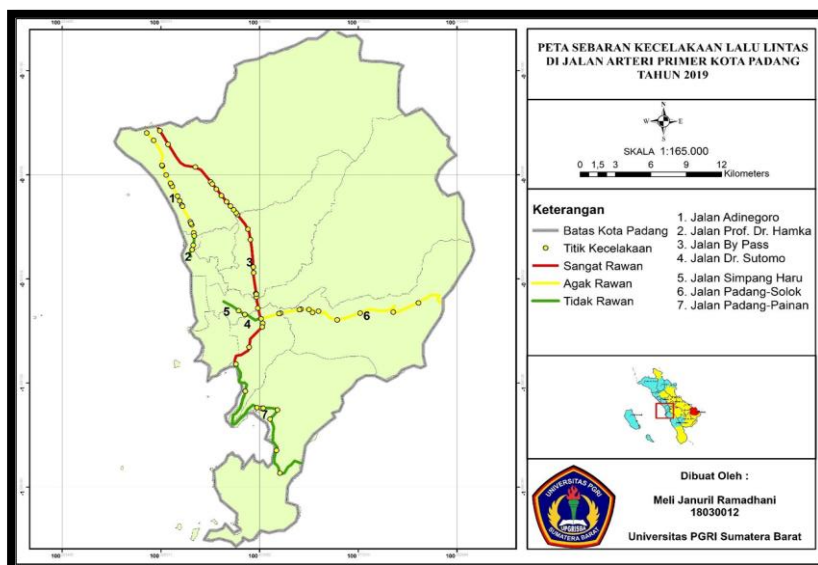 PETA SEBARAN KECELAKAAN LALU LINTAS
DI JALAN ARTERI PRIMER KOTA PADANG
TAHUN 2019
N
W E
S
SKALA 1:165.000
0 1,5 3 6 9 12
Kilometers
Keterangan
Batas Kota Padang
Titik Kecelakaan
Sangat Rawan
Agak Rawan
Tidak Rawan
1. Jalan Adinegoro
2. Jalan Prof. Dr. Hamka
3. Jalan By Pass
4. Jalan Dr. Sutomo
5. Jalan Simpang Haru
6. Jalan Padang-Solok
7. Jalan Padang-Painan
UNIVERSITAS PGRI
UPGRISBA
SUMATERA BARAT
Dibuat Oleh :
Meli Januril Ramadhani
18030012
Universitas PGRI Sumatera Barat
1
2
3
5
4
6
7